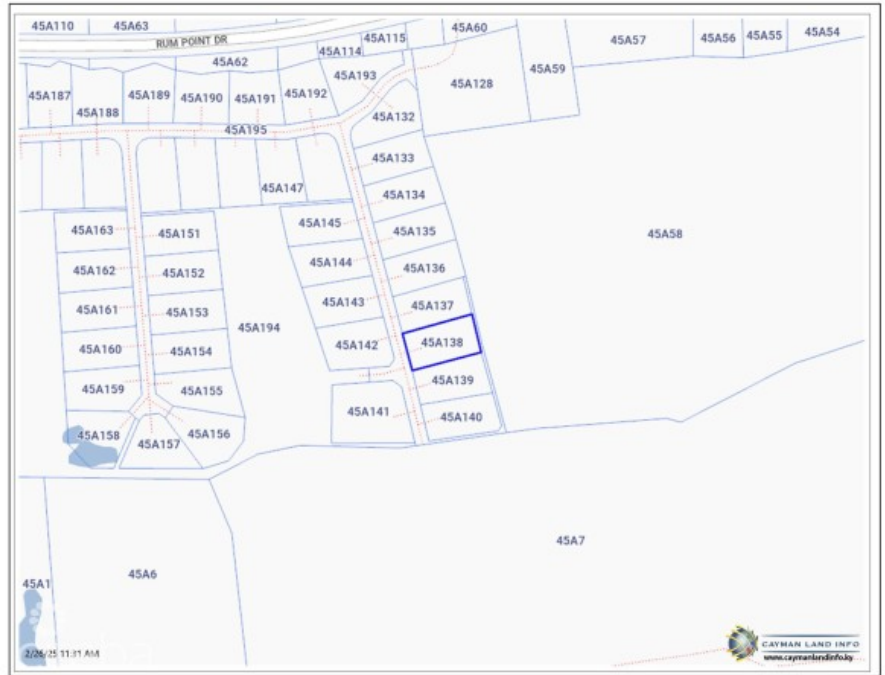 45A110 45A63 45A60
RUM POINT DR 45A114 45A115 45A57 45A56 45A55 45A54
45A62
45A193 45A59
45A187 45A188 45A189 45A190 45A191 45A192 45A128
45A132
45A195
45A133
45A147 45A134
45A163 45A151 45A145 45A135 45A58
45A162 45A152 45A144 45A136
45A161 45A153 45A143 45A137
45A194
45A160 45A154 45A142 45A138
45A159 45A155 45A139
45A141 45A140
45A158 45A157 45A156
45A7
45A1 45A6
2/26/25 11:31 AM
CAYMAN LAND INFO
www.caymanlandinfo.ky